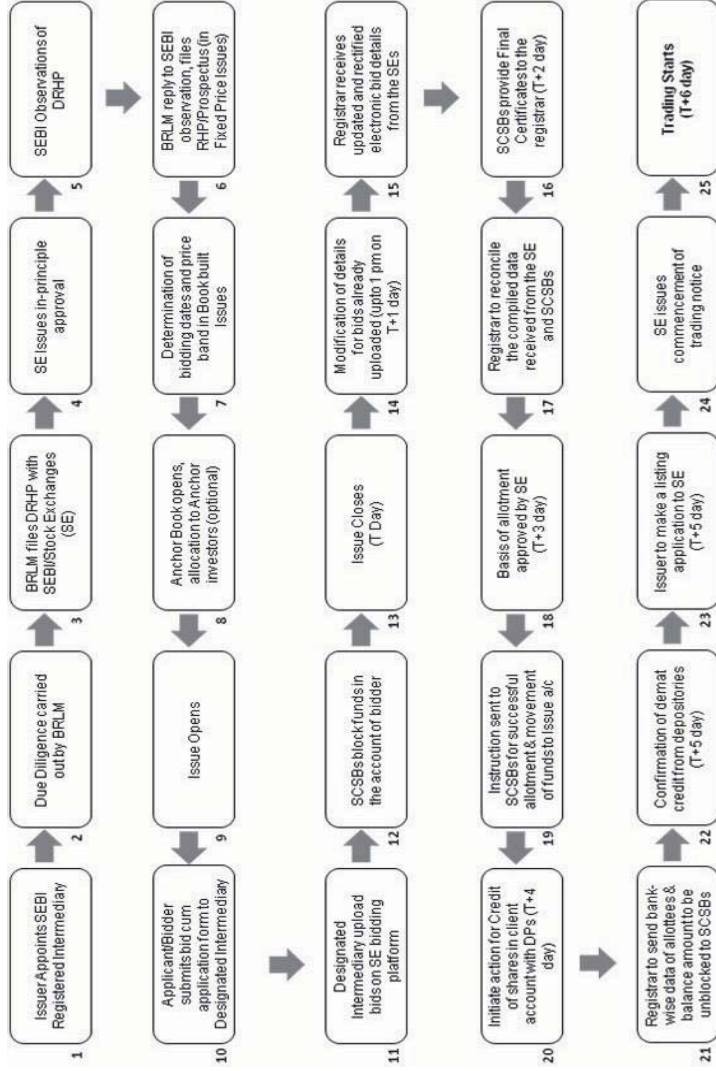 Issuer Appoints SEBI
Registered Intermediary
1
Due Diligence carried
out by BRLM
2
BRLM files DRHP with
SEBI/Stock Exchanges
(SE)
3
SE Issues in-principle
approval
4
SEBI Observations of
DRHP
5
BRLM reply to SEBI
observation, files
RHP/Prospectus (in
Fixed Price Issues)
6
Determination of
bidding dates and price
band in Book built
Issues
7
Anchor Book opens,
allocation to Anchor
investors (optional)
8
Issue Opens
9
Applicant/Bidder
submits bid cum
application form to
Designated Intermediary
10
Designated
Intermediary upload
bids on SE bidding
platform
11
SCSBs block funds in
the account of bidder
12
Issue Closes
(T Day)
13
Modification of details
for bids already
uploaded (upto 1 pm on
T+1 day)
14
Registrar receives
updated and rectified
electronic bid details
from the SEs
15
SCSBs provide Final
Certificates to the
registrar (T+2 day)
16
Registrar to reconcile
the compiled data
received from the SE
and SCSBs
17
Basis of allotment
approved by SE
(T+3 day)
18
Instruction sent to
SCSBs for successful
allotment & movement
of funds to Issue a/c
19
Initiate action for Credit
of shares in client
account with DPs (T+4
day)
20
Registrar to send bank-
wise data of allottees &
balance amount to be
unblocked to SCSBs
21
Confirmation of demat
credit from depositories
(T+5 day)
22
Issuer to make a listing
application to SE
(T+5 day)
23
SE issues
commencement of
trading notice
24
Trading Starts
(T+6 day)
25